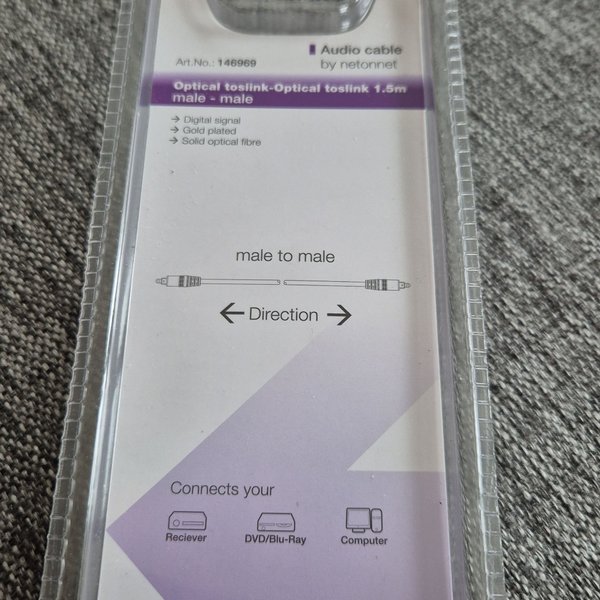 Audio cable
Art.No.: 146969 by netonnet
Optical toslink-Optical toslink 1.5m
male - male
→ Digital signal
→ Gold plated
→ Solid optical fibre
male to male
← Direction →
Connects your
Reciever DVD/Blu-Ray Computer